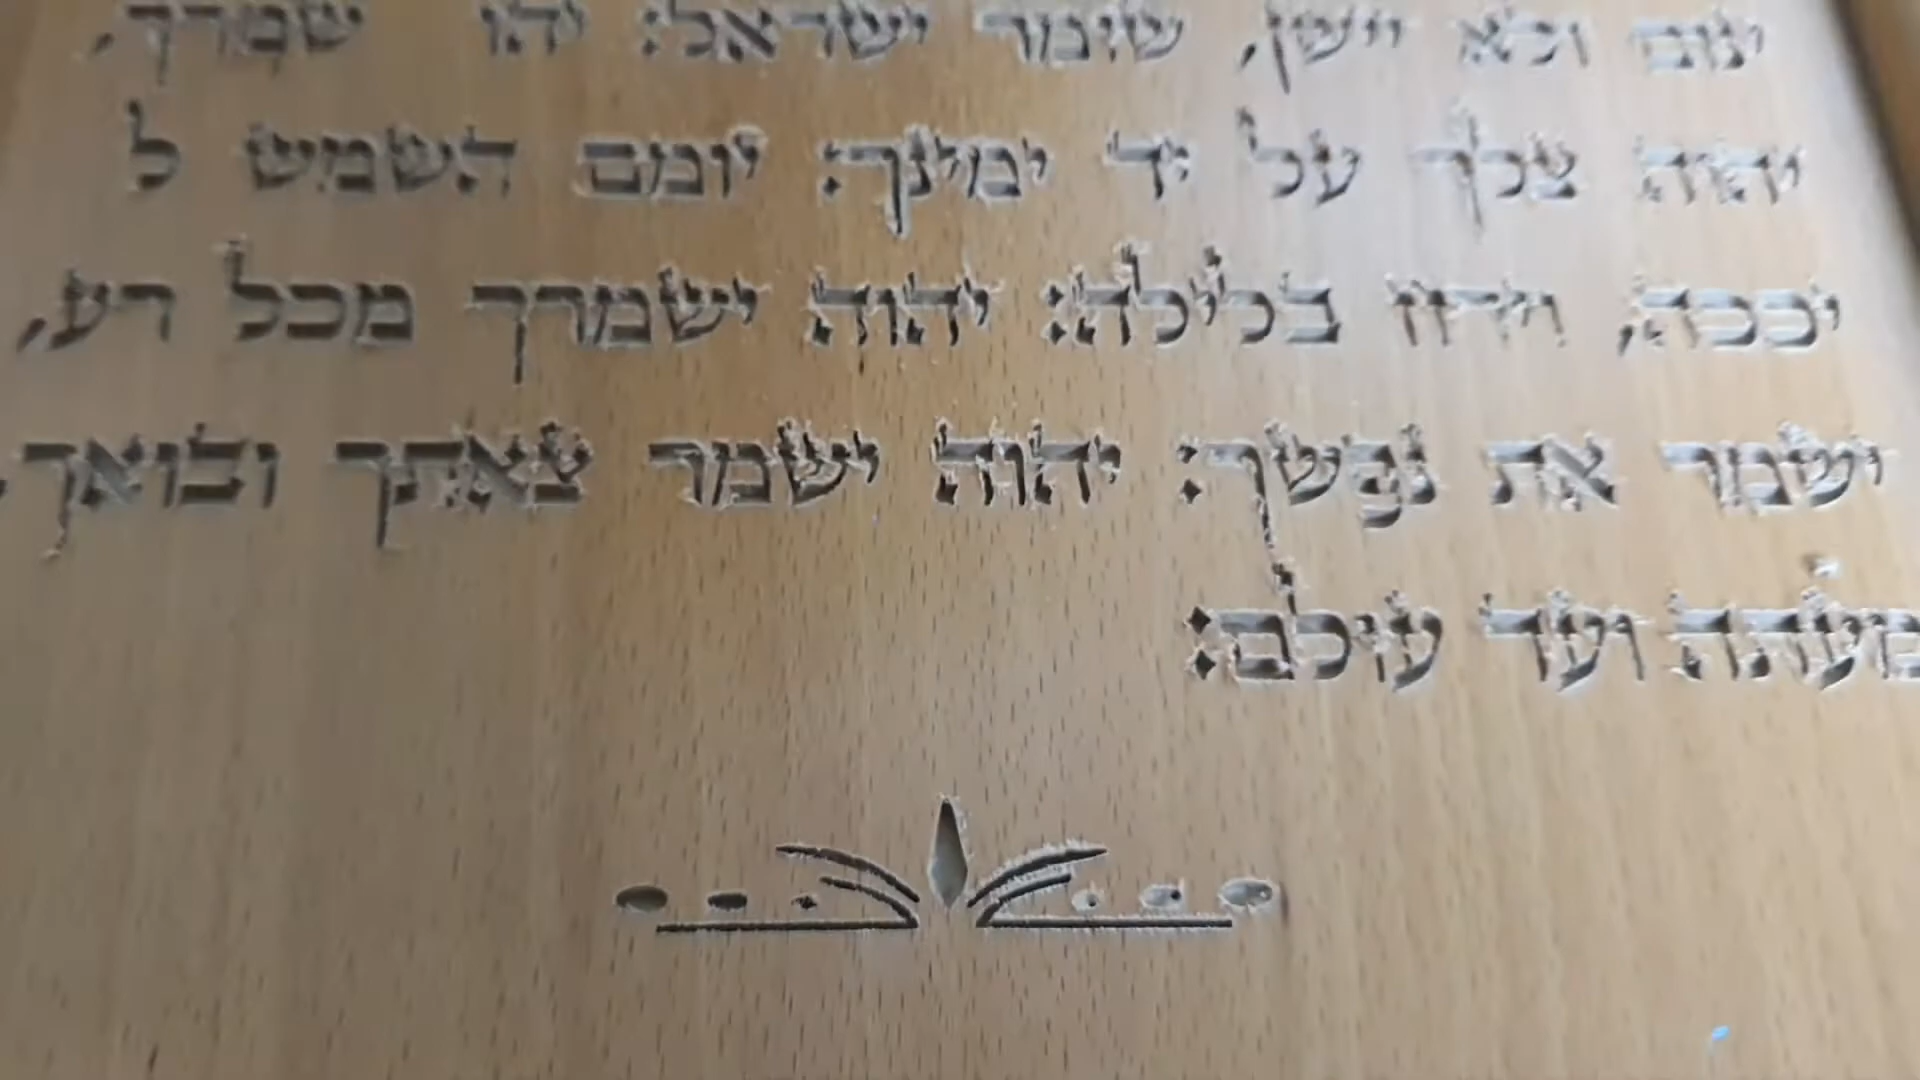 ינום ולא יישן, שומר ישראל: יהו שמרך,
יהוה צלך על יד ימינך: יומם השמש ל
יככה, וירח בלילה: יהוה ישמרך מכל רע,
ישמר את נפשך: יהוה ישמר צאתך ובואך,
מעתה ועד עולם: